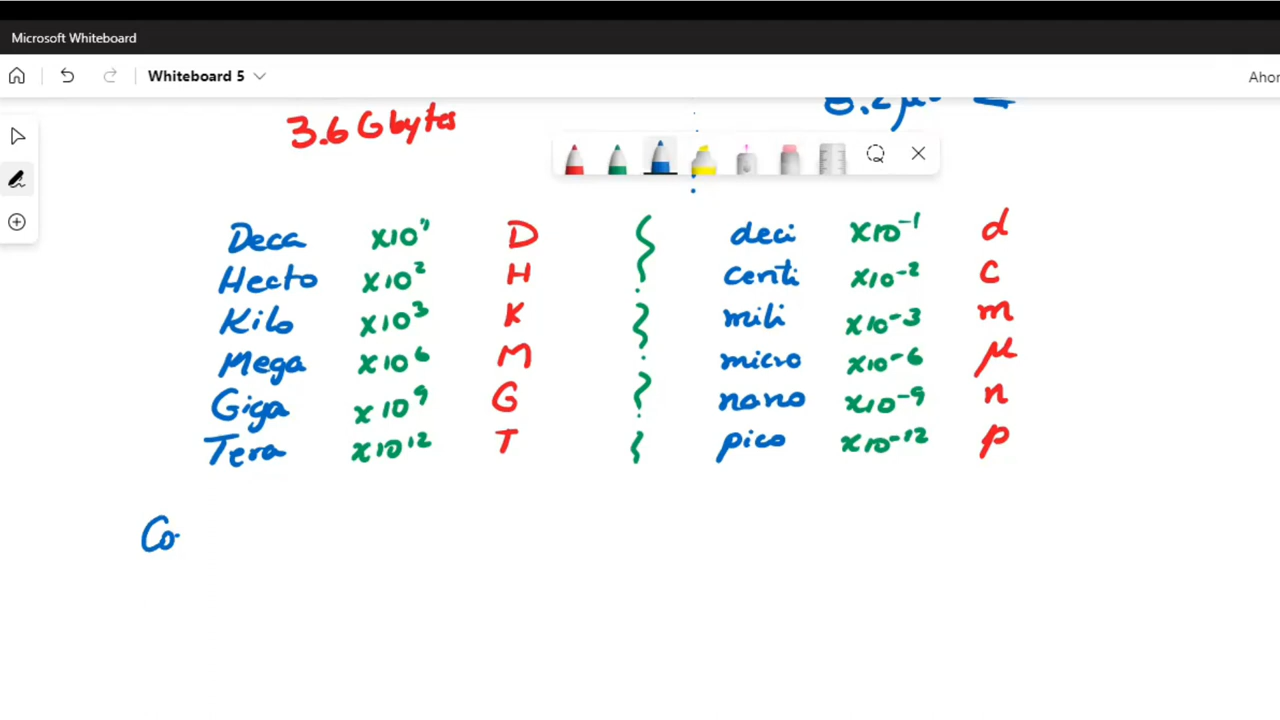 Microsoft Whiteboard
Whiteboard 5
Ahor
3.6 G bytes
Deca x10¹ D deci x10⁻¹ d
Hecto x10² H centi x10⁻² c
Kilo x10³ K mili x10⁻³ m
Mega x10⁶ M micro x10⁻⁶ μ
Giga x10⁹ G nano x10⁻⁹ n
Tera x10¹² T pico x10⁻¹² p
Co